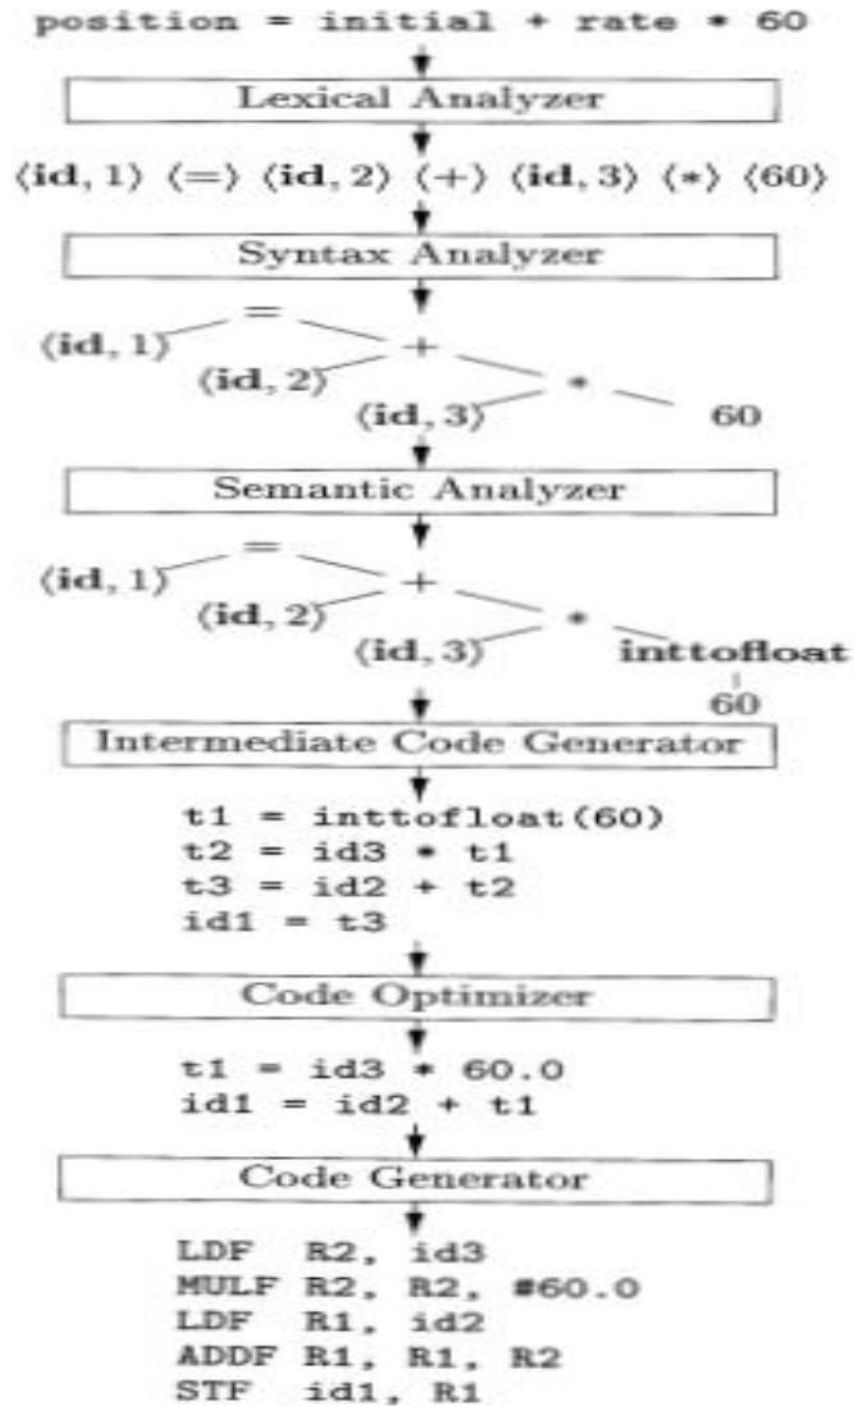 position = initial + rate * 60
Lexical Analyzer
⟨id, 1⟩ ⟨=⟩ ⟨id, 2⟩ ⟨+⟩ ⟨id, 3⟩ ⟨*⟩ ⟨60⟩
Syntax Analyzer
=
⟨id, 1⟩ +
⟨id, 2⟩ *
⟨id, 3⟩ 60
Semantic Analyzer
=
⟨id, 1⟩ +
⟨id, 2⟩ *
⟨id, 3⟩ inttofloat
60
Intermediate Code Generator
t1 = inttofloat(60)
t2 = id3 * t1
t3 = id2 + t2
id1 = t3
Code Optimizer
t1 = id3 * 60.0
id1 = id2 + t1
Code Generator
LDF R2, id3
MULF R2, R2, #60.0
LDF R1, id2
ADDF R1, R1, R2
STF id1, R1